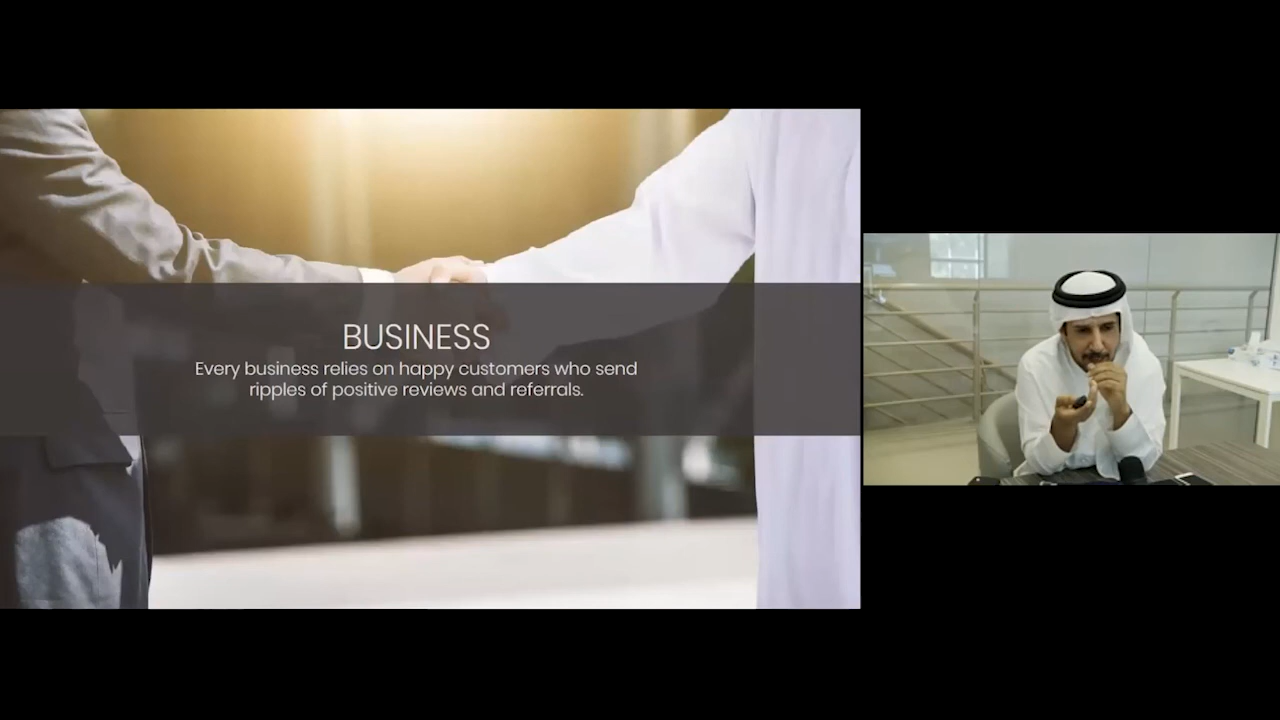 BUSINESS
Every business relies on happy customers who send
ripples of positive reviews and referrals.